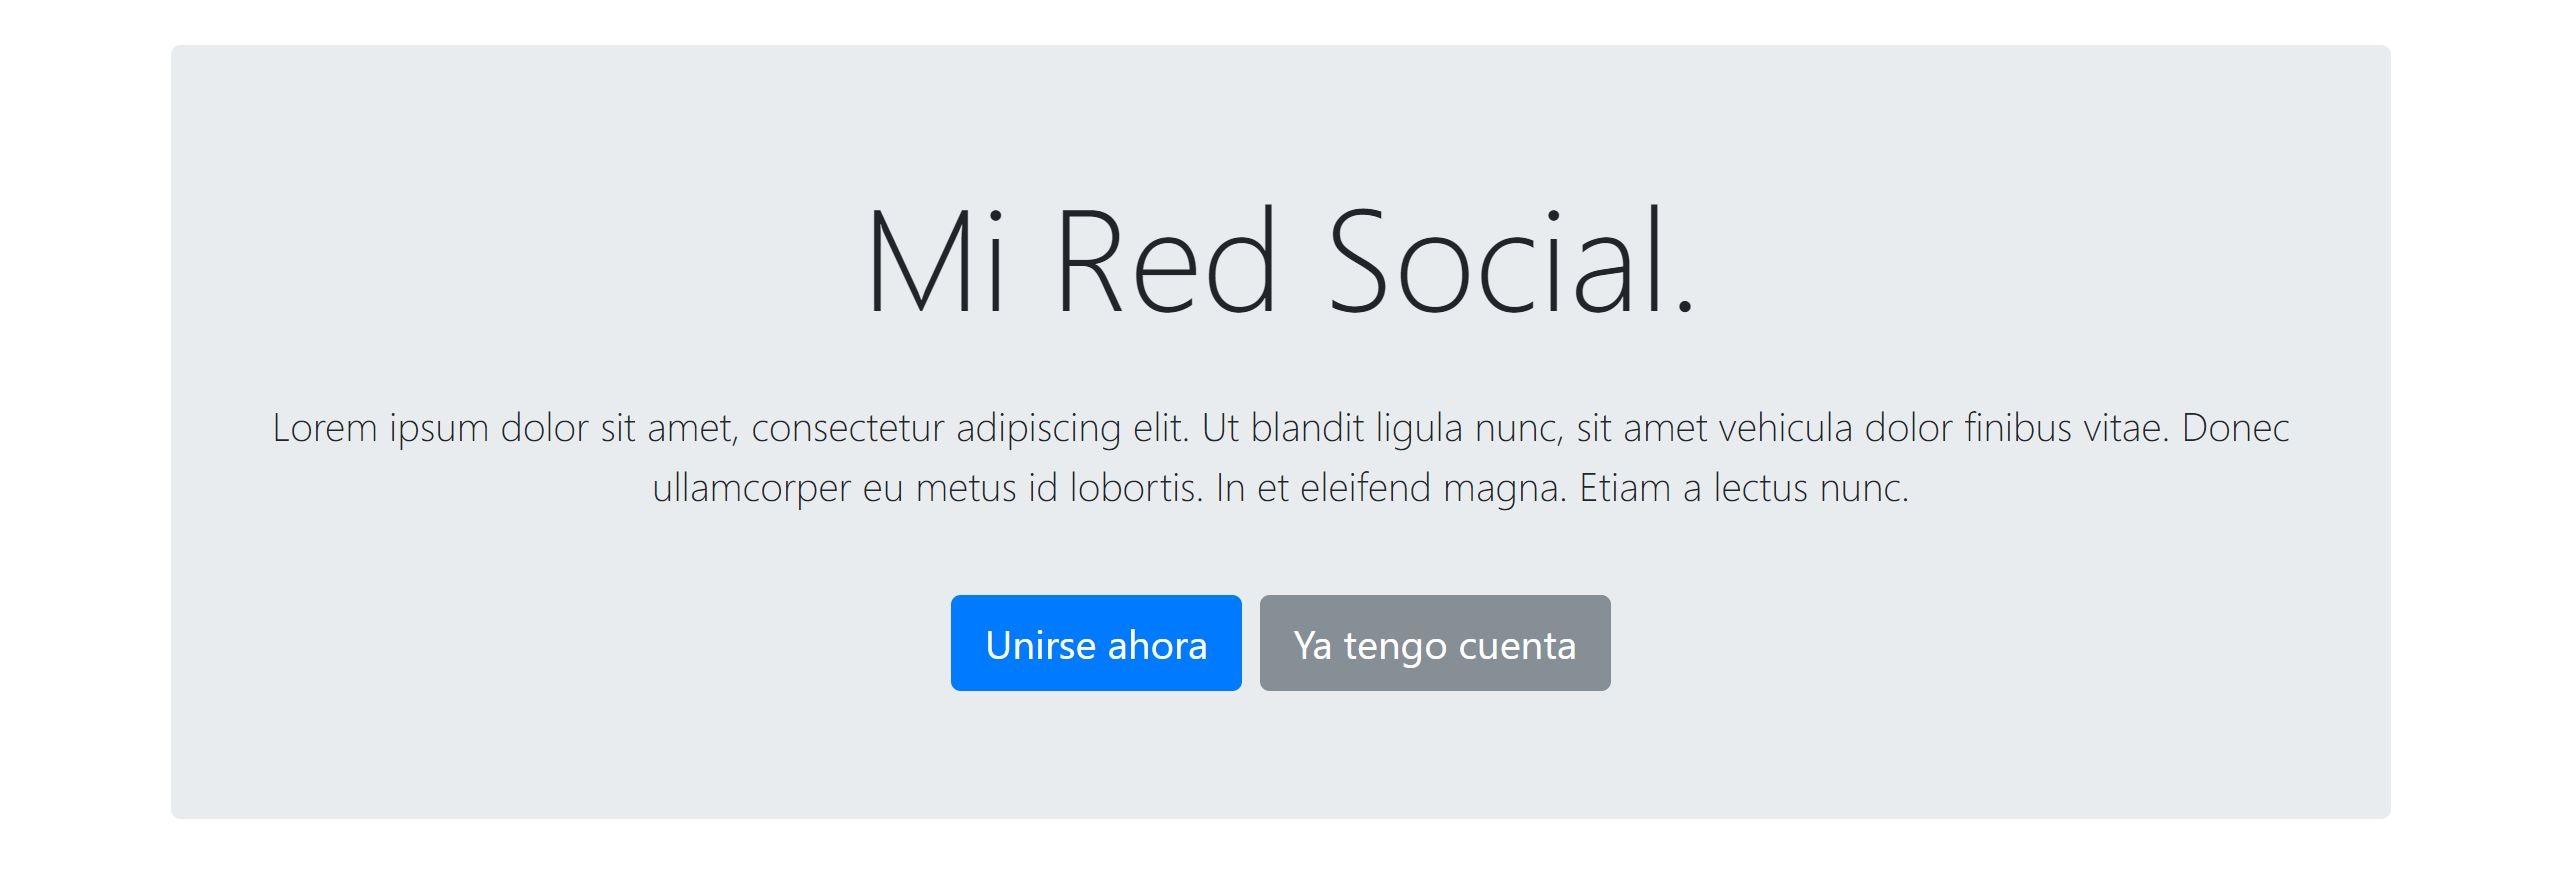 Mi Red Social.
Lorem ipsum dolor sit amet, consectetur adipiscing elit. Ut blandit ligula nunc, sit amet vehicula dolor finibus vitae. Donec
ullamcorper eu metus id lobortis. In et eleifend magna. Etiam a lectus nunc.
Unirse ahora Ya tengo cuenta